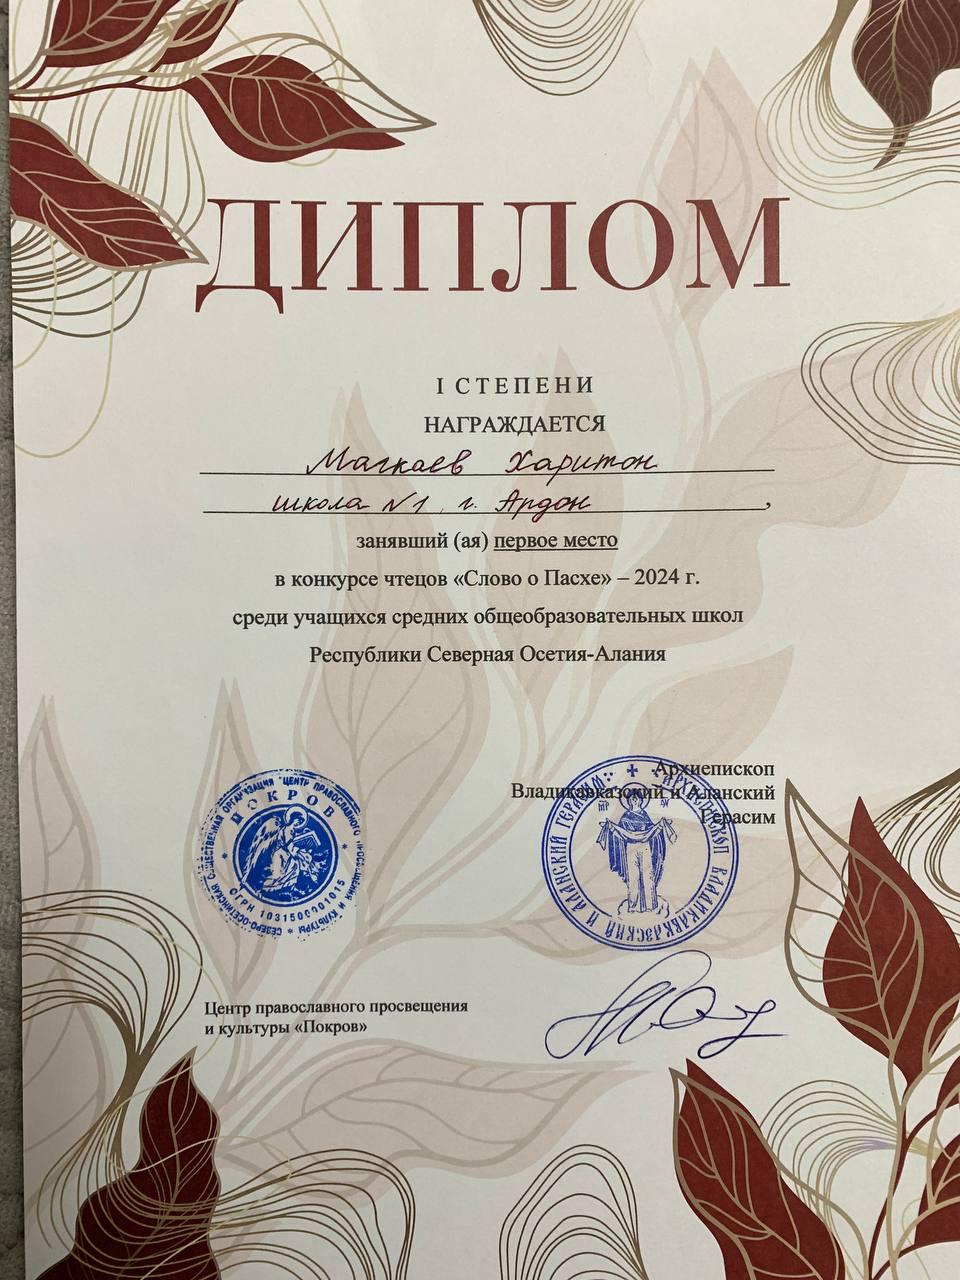 ДИПЛОМ
I СТЕПЕНИ
НАГРАЖДАЕТСЯ
Магкаев Харитон
школа №1, г. Ардон,
занявший (ая) первое место
в конкурсе чтецов «Слово о Пасхе» – 2024 г.
среди учащихся средних общеобразовательных школ
Республики Северная Осетия-Алания
Архиепископ
Владикавказский и Аланский
Герасим
СЕВЕРО-ОСЕТИНСКАЯ ОБЩЕСТВЕННАЯ ОРГАНИЗАЦИЯ "ЦЕНТР ПРАВОСЛАВНОГО ПРОСВЕЩЕНИЯ И КУЛЬТУРЫ
ПОКРОВ
АРХИЕПИСКОП ВЛАДИКАВКАЗСКИЙ И АЛАНСКИЙ ГЕРАСИМ
Центр православного просвещения
и культуры «Покров»